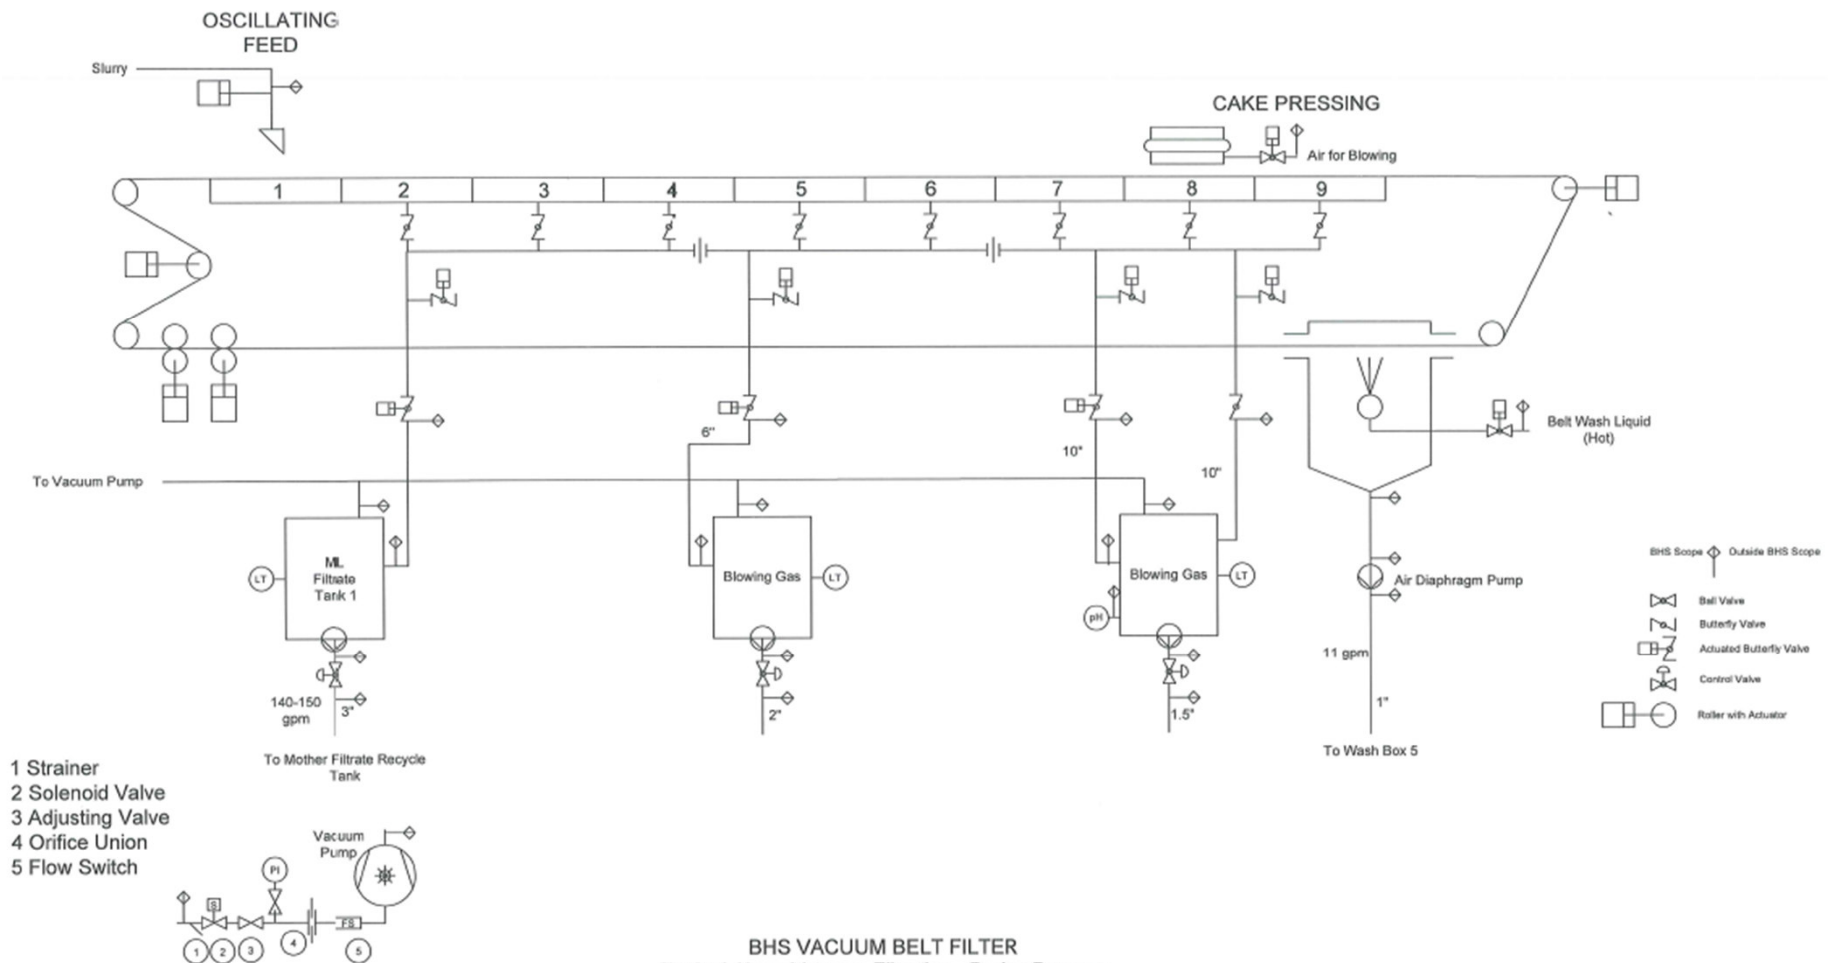 OSCILLATING
FEED
Slurry
CAKE PRESSING
Air for Blowing
1 2 3 4 5 6 7 8 9
6"
10"
10"
Belt Wash Liquid
(Hot)
To Vacuum Pump
ML
Filtrate
Tank 1
LT
Blowing Gas
LT
Blowing Gas
LT
pH
Air Diaphragm Pump
BHS Scope Outside BHS Scope
Ball Valve
Butterfly Valve
Actuated Butterfly Valve
Control Valve
Roller with Actuator
140-150
gpm
3"
2"
1.5"
11 gpm
1"
To Mother Filtrate Recycle
Tank
To Wash Box 5
1 Strainer
2 Solenoid Valve
3 Adjusting Valve
4 Orifice Union
5 Flow Switch
Vacuum
Pump
PI
S
FS
1 2 3 4 5
BHS VACUUM BELT FILTER